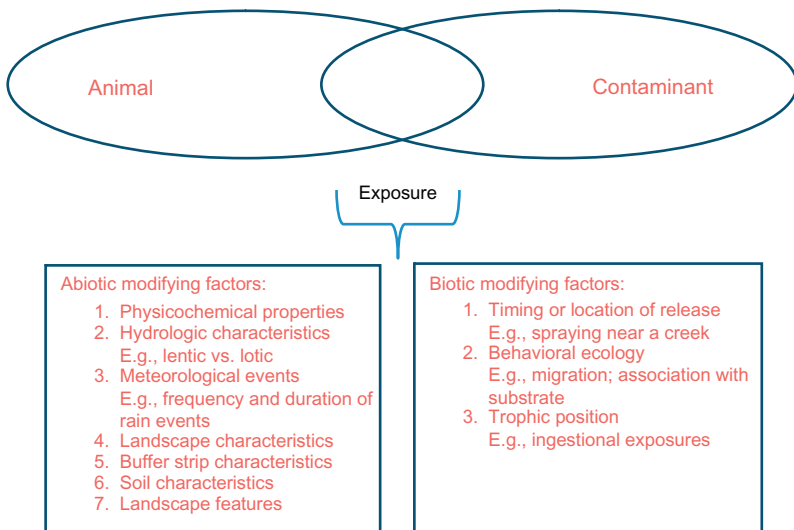 Animal
Contaminant
Exposure
Abiotic modifying factors:
1. Physicochemical properties
2. Hydrologic characteristics
E.g., lentic vs. lotic
3. Meteorological events
E.g., frequency and duration of
rain events
4. Landscape characteristics
5. Buffer strip characteristics
6. Soil characteristics
7. Landscape features
Biotic modifying factors:
1. Timing or location of release
E.g., spraying near a creek
2. Behavioral ecology
E.g., migration; association with
substrate
3. Trophic position
E.g., ingestional exposures